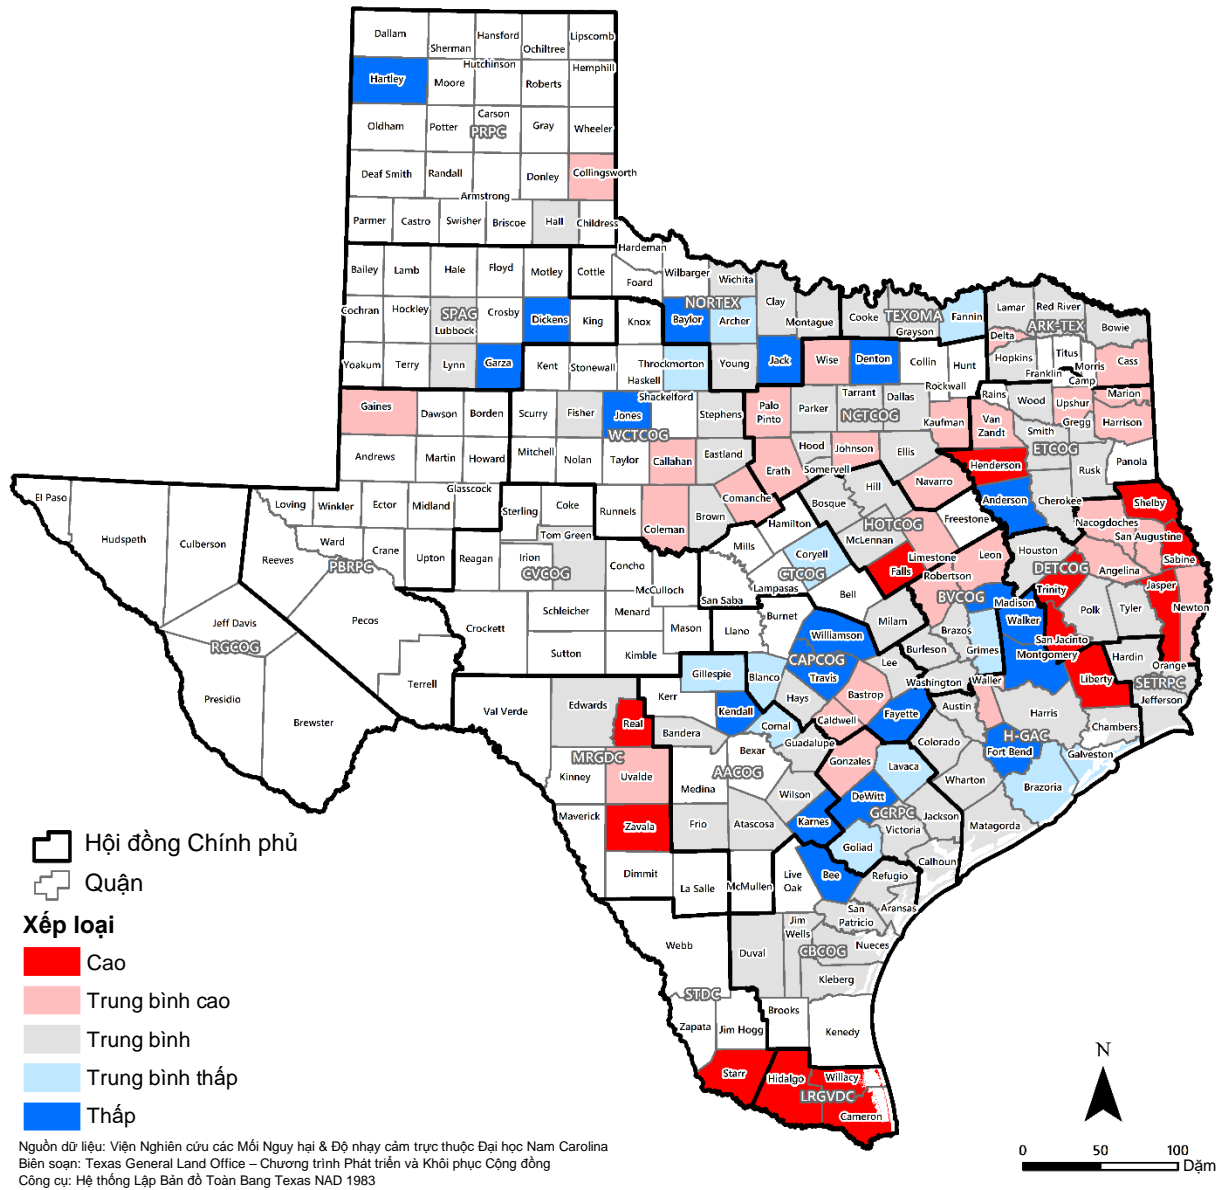 Dallam
Sherman
Hansford
Ochiltree
Lipscomb
Hartley
Moore
Hutchinson
Roberts
Hemphill
Oldham
Potter
Carson
PRPC
Gray
Wheeler
Deaf Smith
Randall
Armstrong
Donley
Collingsworth
Parmer
Castro
Swisher
Briscoe
Hall
Childress
Bailey
Lamb
Hale
Floyd
Motley
Cottle
Hardeman
Foard
Wilbarger
Wichita
Cochran
Hockley
SPAG
Lubbock
Crosby
Dickens
King
Knox
NORTEX
Baylor
Archer
Clay
Montague
Cooke
TEXOMA
Grayson
Fannin
Lamar
Red River
ARK-TEX
Bowie
Yoakum
Terry
Lynn
Garza
Kent
Stonewall
Haskell
Throckmorton
Young
Jack
Wise
Denton
Collin
Hunt
Rockwall
Delta
Hopkins
Franklin
Titus
Morris
Camp
Cass
Gaines
Dawson
Borden
Scurry
Fisher
Jones
Shackelford
WCTCOG
Stephens
Palo
Pinto
Parker
Tarrant
NCTCOG
Dallas
Kaufman
Rains
Wood
Upshur
Marion
Gregg
Harrison
Van
Zandt
Smith
ETCOG
Andrews
Martin
Howard
Mitchell
Nolan
Taylor
Callahan
Eastland
Erath
Hood
Somervell
Johnson
Ellis
Navarro
Henderson
Rusk
Panola
El Paso
Hudspeth
Culberson
Loving
Winkler
Ector
Midland
Glasscock
Sterling
Coke
Runnels
Coleman
Brown
Comanche
Hamilton
Bosque
Hill
HOTCOG
McLennan
Freestone
Anderson
Cherokee
Shelby
Nacogdoches
San Augustine
Sabine
Reeves
Ward
PBRPC
Crane
Upton
Reagan
Irion
CVCOG
Tom Green
Concho
McCulloch
Mills
San Saba
Lampasas
CTCOG
Coryell
Bell
Falls
Limestone
Robertson
Leon
BVCOG
Houston
DETCOG
Trinity
Angelina
Jasper
Newton
Jeff Davis
RGCOG
Pecos
Crockett
Schleicher
Menard
Mason
Llano
Burnet
Williamson
Milam
Brazos
Burleson
Grimes
Madison
Walker
San Jacinto
Polk
Tyler
Hardin
Orange
SETRPC
Jefferson
Presidio
Brewster
Terrell
Val Verde
Sutton
Kimble
Gillespie
Blanco
CAPCOG
Travis
Hays
Lee
Bastrop
Caldwell
Fayette
Washington
Waller
Austin
Montgomery
Liberty
Harris
Chambers
H-GAC
Galveston
Fort Bend
Brazoria
Edwards
Real
Kerr
Kendall
Bandera
Comal
Bexar
Guadalupe
AACOG
Gonzales
Lavaca
Colorado
Wharton
Matagorda
MRGDC
Kinney
Uvalde
Medina
Wilson
DeWitt
GCRPC
Victoria
Jackson
Calhoun
Maverick
Zavala
Frio
Atascosa
Karnes
Goliad
Dimmit
La Salle
McMullen
Live
Oak
Bee
Refugio
Aransas
San
Patricio
Webb
Duval
Jim
Wells
CBCOG
Nueces
Kleberg
STDC
Zapata
Jim Hogg
Brooks
Kenedy
Starr
Hidalgo
Willacy
LRGVDC
Cameron
Hội đồng Chính phủ
Quận
Xếp loại
Cao
Trung bình cao
Trung bình
Trung bình thấp
Thấp
Nguồn dữ liệu: Viện Nghiên cứu các Mối Nguy hại & Độ nhạy cảm trực thuộc Đại học Nam Carolina
Biên soạn: Texas General Land Office – Chương trình Phát triển và Khôi phục Cộng đồng
Công cụ: Hệ thống Lập Bản đồ Toàn Bang Texas NAD 1983
N
0 50 100
Dặm